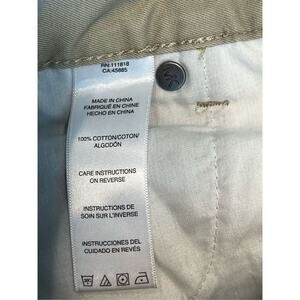 RN:111818
CA:45885
MADE IN CHINA
FABRIQUÉ EN CHINE
HECHO EN CHINA
100% COTTON/COTON/
ALGODÓN
CARE INSTRUCTIONS
ON REVERSE
INSTRUCTIONS DE
SOIN SUR L'INVERSE
INSTRUCCIONES DEL
CUIDADO EN REVÉS